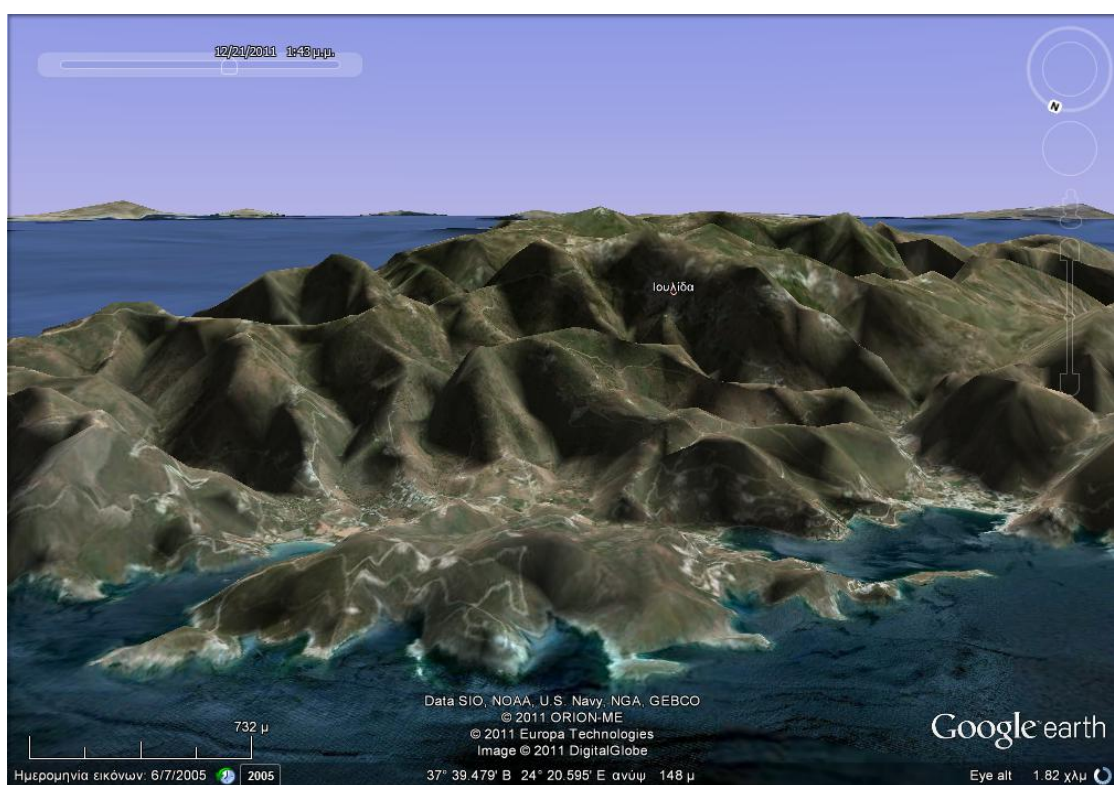 12/21/2011 1:43 μ.μ.
N
Ιουλίδα
Data SIO, NOAA, U.S. Navy, NGA, GEBCO
© 2011 ORION-ME
© 2011 Europa Technologies
Image © 2011 DigitalGlobe
732 μ
Google earth
Ημερομηνία εικόνων: 6/7/2005 2005 37° 39.479' Β 24° 20.595' Ε ανύψ 148 μ Eye alt 1.82 χλμ